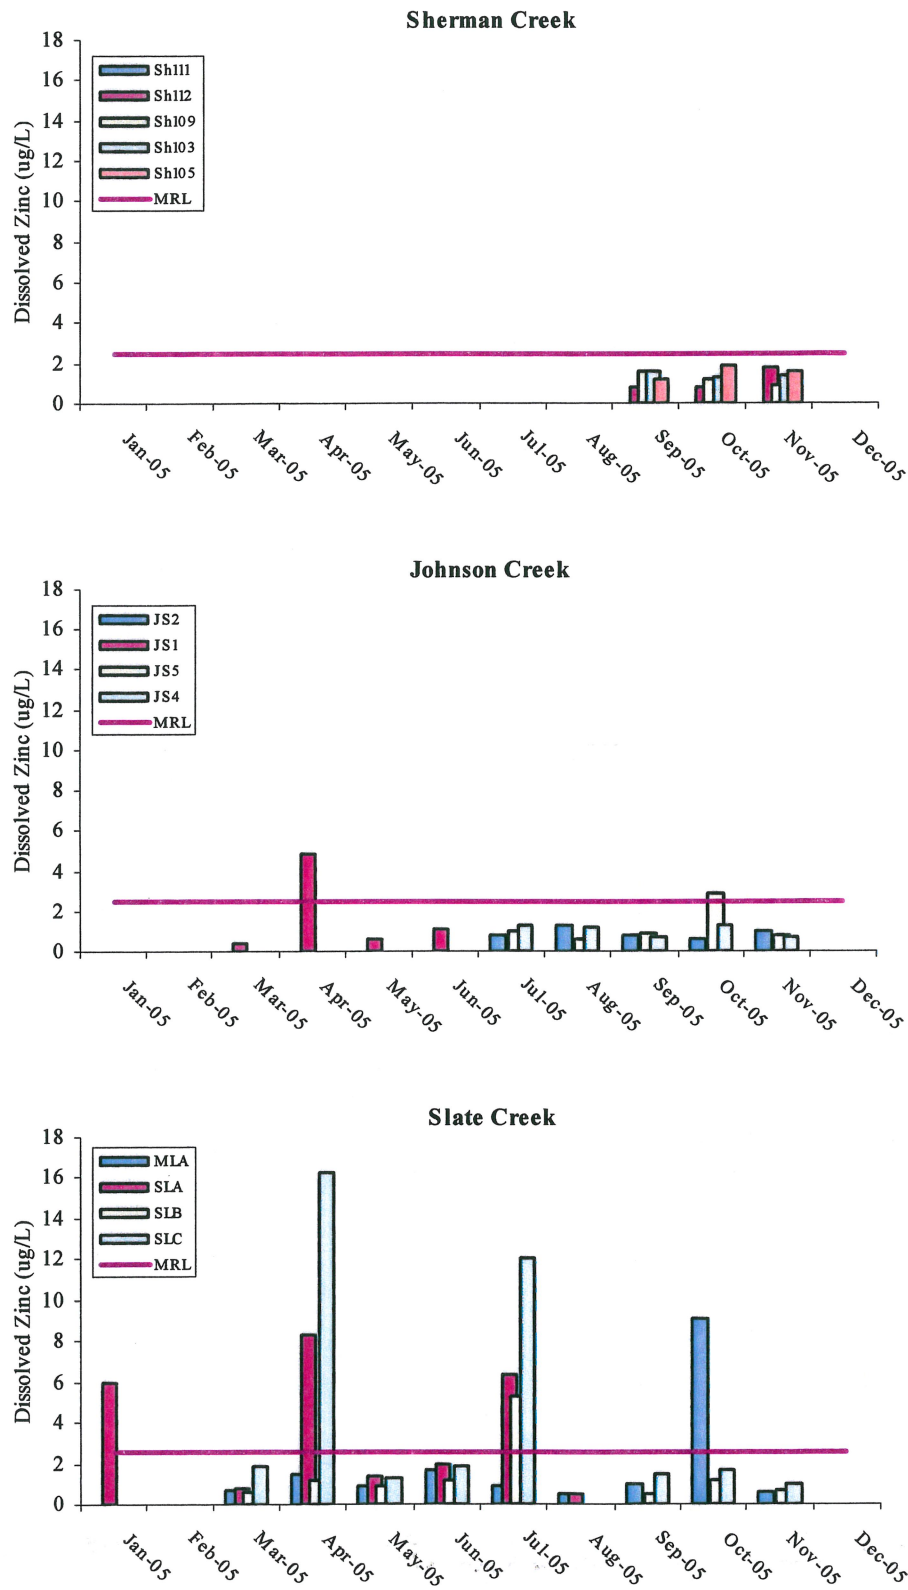 Sherman Creek
Dissolved Zinc (ug/L)
18
16
14
12
10
8
6
4
2
0
Sh111
Sh112
Sh109
Sh103
Sh105
MRL
Jan-05
Feb-05
Mar-05
Apr-05
May-05
Jun-05
Jul-05
Aug-05
Sep-05
Oct-05
Nov-05
Dec-05
Johnson Creek
Dissolved Zinc (ug/L)
18
16
14
12
10
8
6
4
2
0
JS2
JS1
JS5
JS4
MRL
Jan-05
Feb-05
Mar-05
Apr-05
May-05
Jun-05
Jul-05
Aug-05
Sep-05
Oct-05
Nov-05
Dec-05
Slate Creek
Dissolved Zinc (ug/L)
18
16
14
12
10
8
6
4
2
0
MLA
SLA
SLB
SLC
MRL
Jan-05
Feb-05
Mar-05
Apr-05
May-05
Jun-05
Jul-05
Aug-05
Sep-05
Oct-05
Nov-05
Dec-05